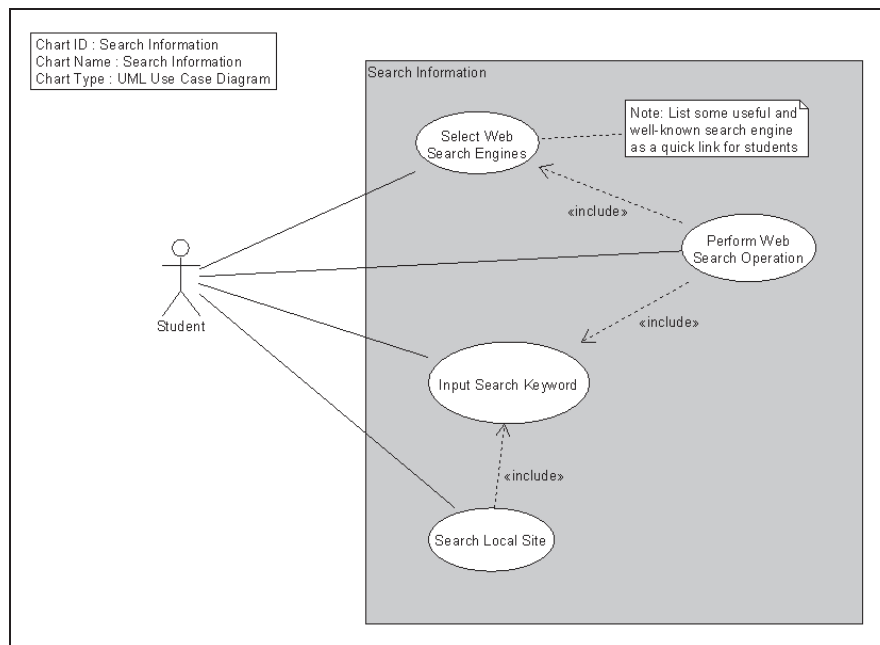 Chart ID : Search Information
Chart Name : Search Information
Chart Type : UML Use Case Diagram
Search Information
Select Web
Search Engines
Note: List some useful and
well-known search engine
as a quick link for students
«include»
Perform Web
Search Operation
Student
«include»
Input Search Keyword
«include»
Search Local Site